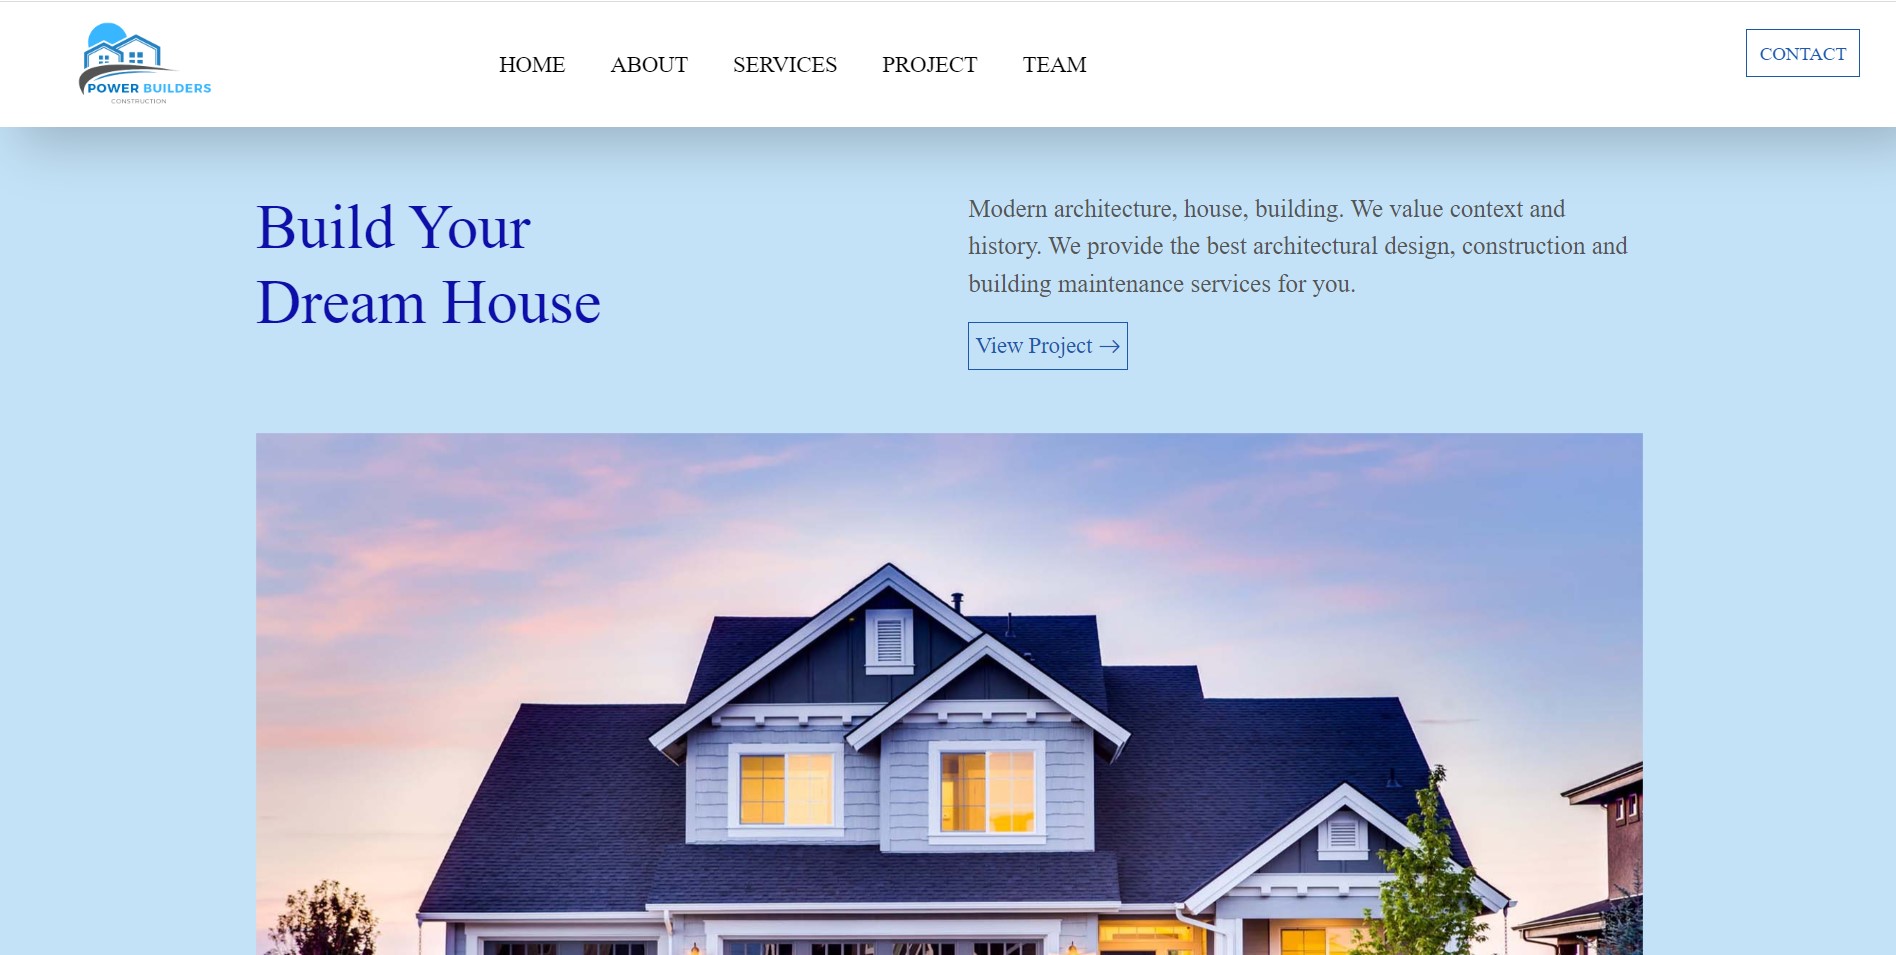 POWER BUILDERS
CONSTRUCTION
HOME ABOUT SERVICES PROJECT TEAM
CONTACT
Build Your
Dream House
Modern architecture, house, building. We value context and
history. We provide the best architectural design, construction and
building maintenance services for you.
View Project →